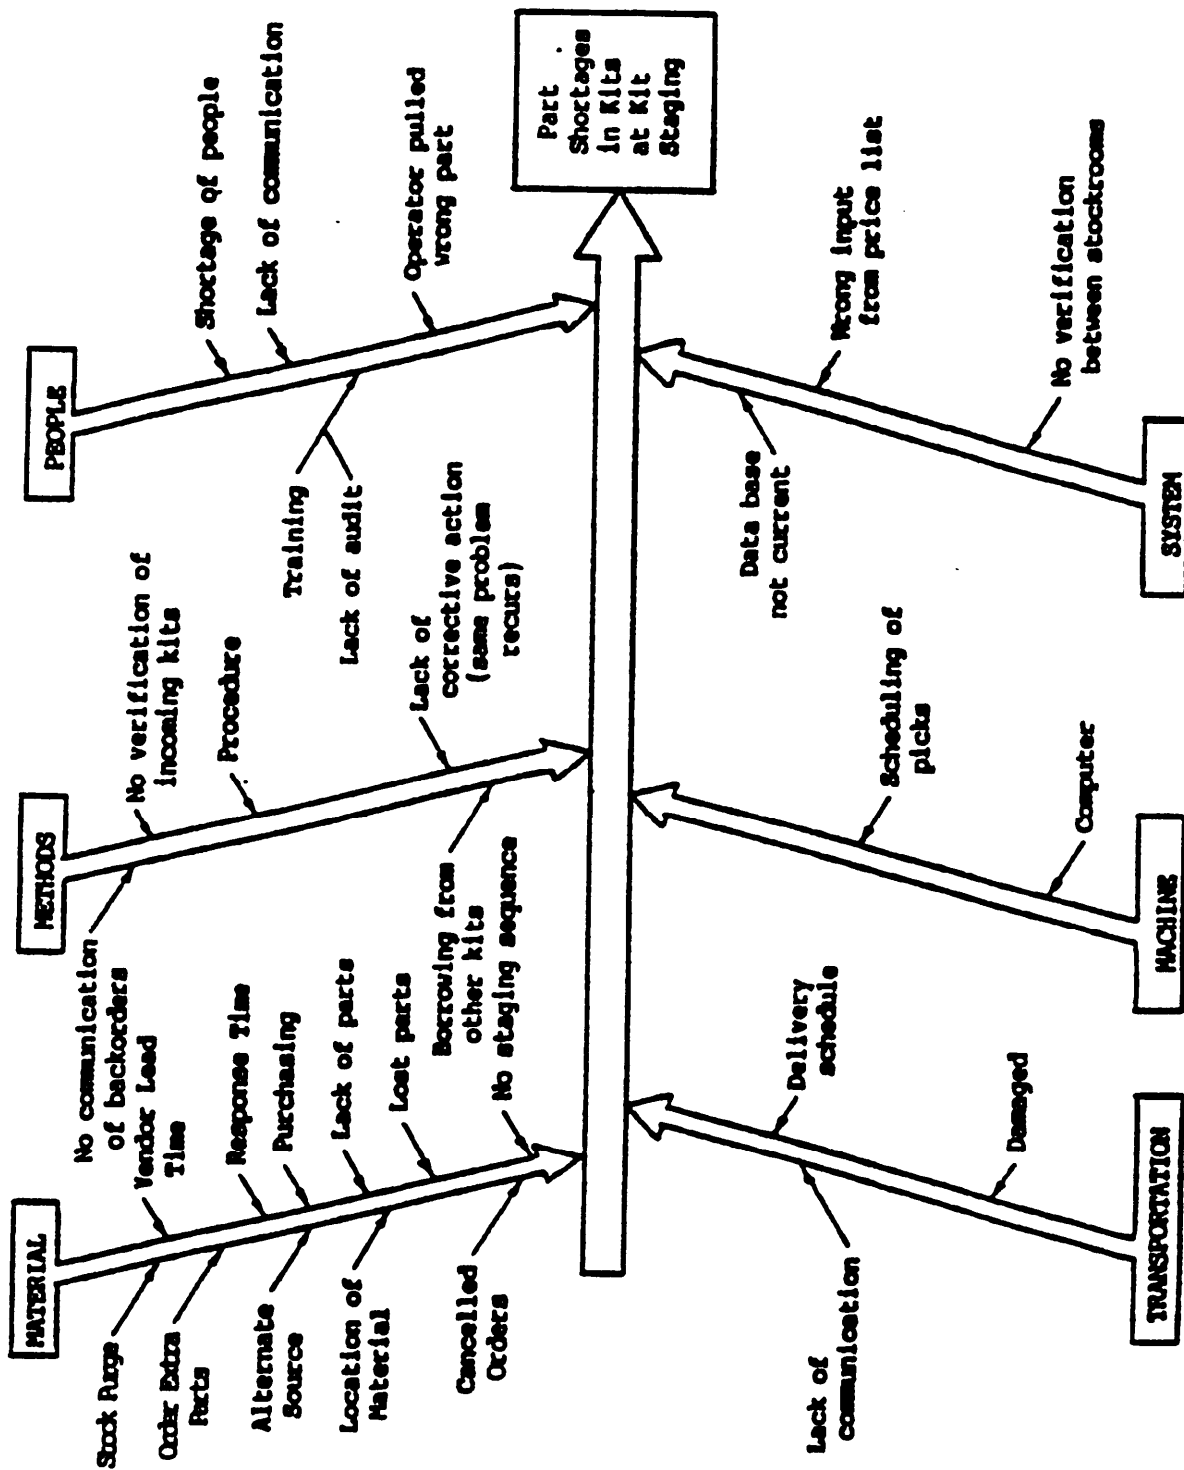 MATERIAL
Stock Purge
Order Extra
Parts
Alternate
Source
Location of
Material
Cancelled
Orders
Vendor Lead
Time
Response Time
Purchasing
Lack of parts
Lost parts
No staging sequence
METHODS
No communication
of backorders
Borrowing from
other kits
No verification of
incoming kits
Procedure
Lack of
corrective action
(same problem
recurs)
PEOPLE
Training
Lack of audit
Shortage of people
Lack of communication
Operator pulled
wrong part
Part
Shortages
in Kits
at Kit
Staging
TRANSPORTATION
Lack of
communication
Delivery
schedule
Damaged
MACHINE
Scheduling of
picks
Computer
SYSTEM
Data base
not current
Wrong input
from price list
No verification
between stockrooms